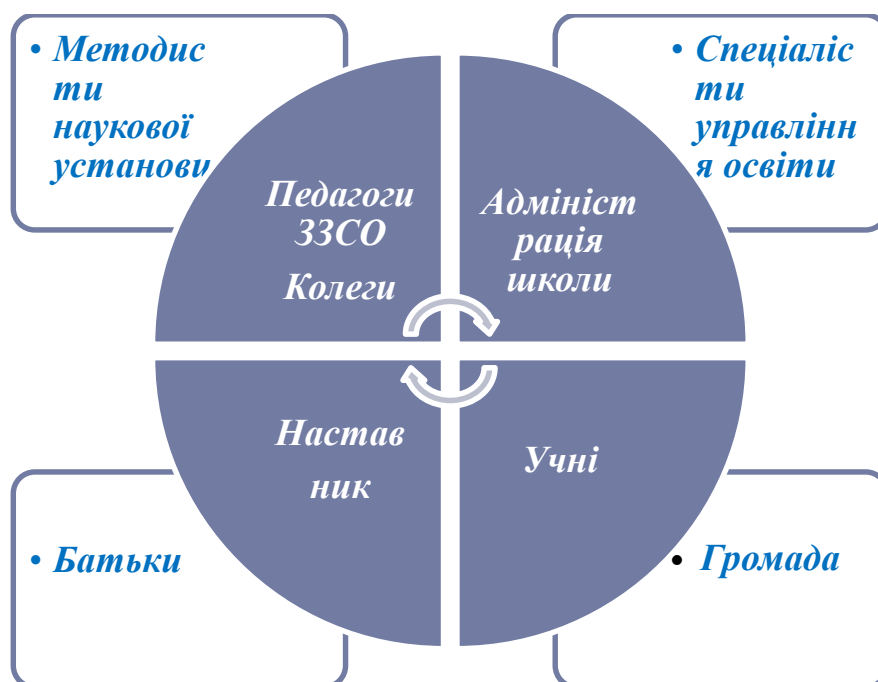 • Методис
ти
наукової
установи
• Спеціаліс
ти
управлінн
я освіти
Педагоги
ЗЗСО
Колеги
Адмініст
рація
школи
Настав
ник
Учні
• Батьки
• Громада